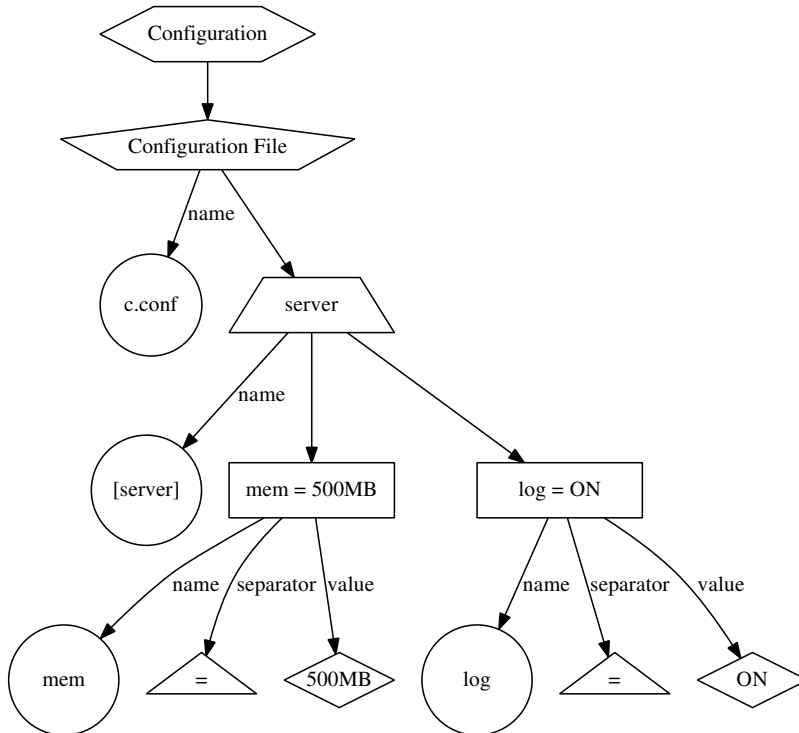 Configuration
Configuration File
name
c.conf
server
name
[server]
mem = 500MB
log = ON
name
separator
value
name
separator
value
mem
=
500MB
log
=
ON